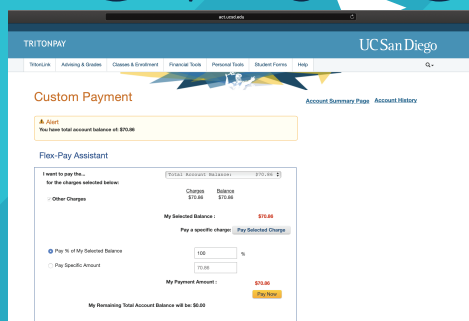 act.ucsd.edu
TRITONPAY
UC San Diego
TritonLink Advising & Grades Classes & Enrollment Financial Tools Personal Tools Student Forms Help
Custom Payment
Account Summary Page Account History
Alert
You have total account balance of: $70.86
Flex-Pay Assistant
I want to pay the... Total Account Balance: $70.86
for the charges selected below:
Charges Balance
Other Charges $70.86 $70.86
My Selected Balance : $70.86
Pay a specific charge: Pay Selected Charge
Pay % of My Selected Balance 100 %
Pay Specific Amount 70.86
My Payment Amount : $70.86
Pay Now
My Remaining Total Account Balance will be: $0.00